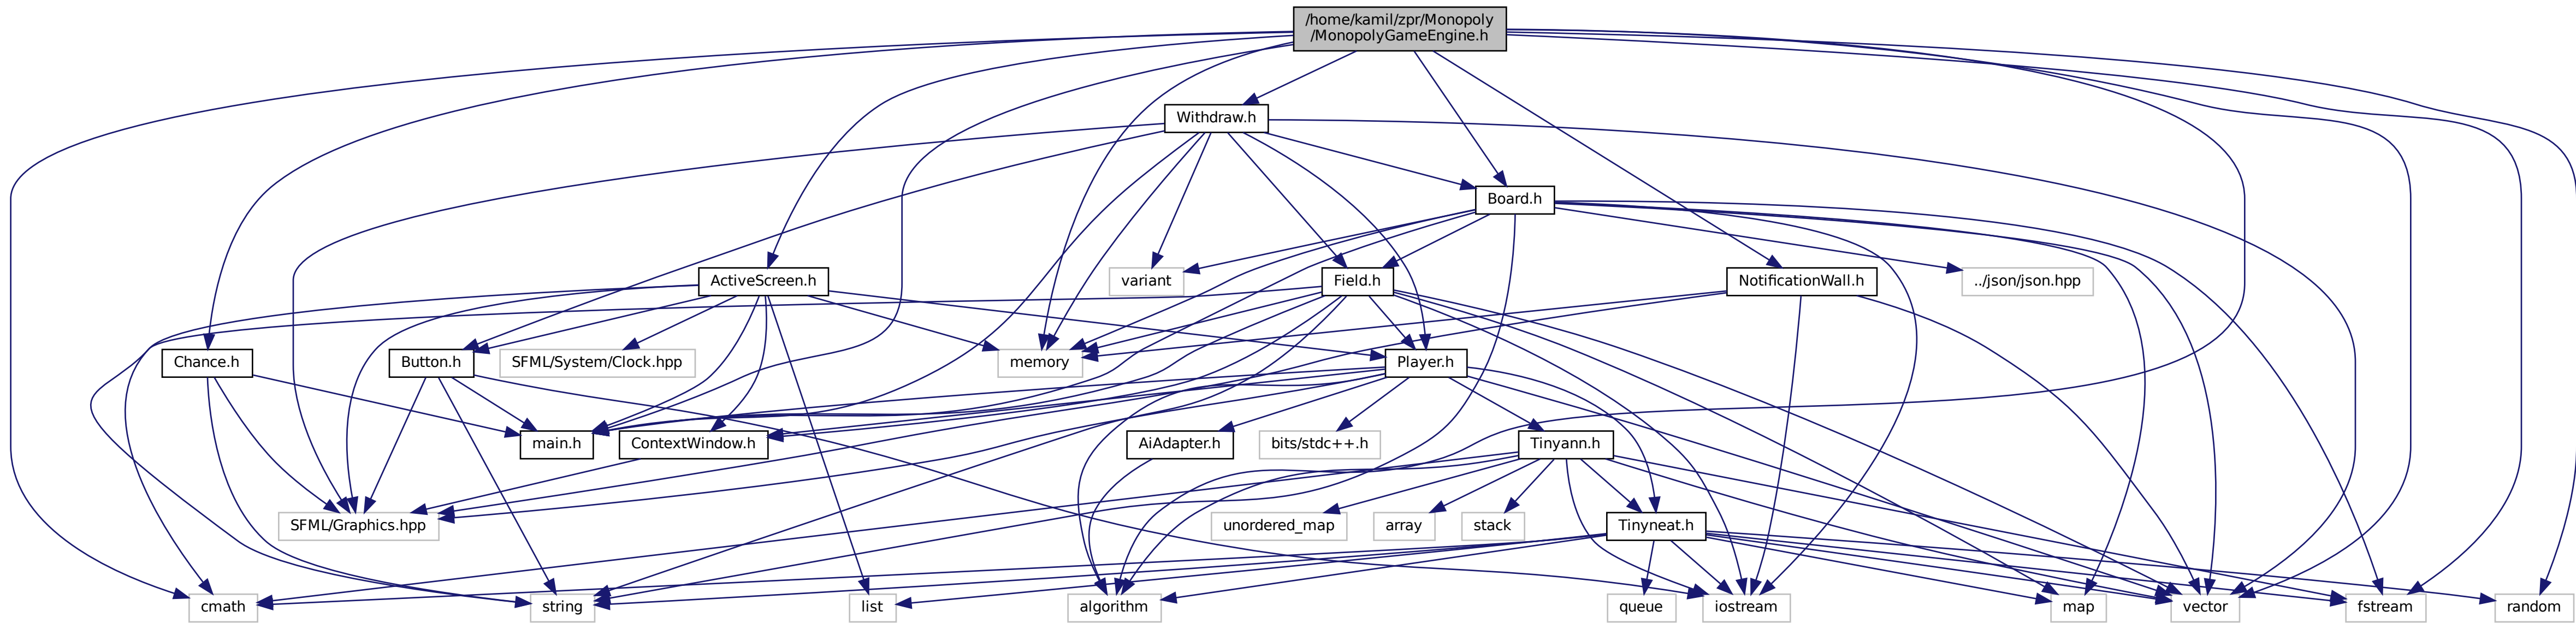 /home/kamil/zpr/Monopoly
/MonopolyGameEngine.h
Withdraw.h
Board.h
ActiveScreen.h
variant
Field.h
NotificationWall.h
../json/json.hpp
Chance.h
Button.h
SFML/System/Clock.hpp
memory
Player.h
main.h
ContextWindow.h
AiAdapter.h
bits/stdc++.h
Tinyann.h
SFML/Graphics.hpp
unordered_map
array
stack
Tinyneat.h
cmath
string
list
algorithm
queue
iostream
map
vector
fstream
random